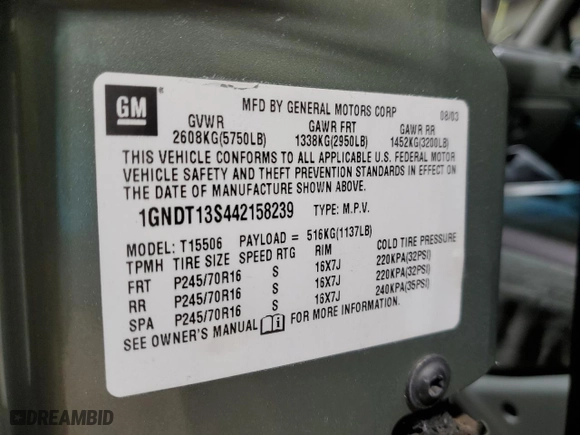 GM
MFD BY GENERAL MOTORS CORP 08/03
GVWR GAWR FRT GAWR RR
2608KG(5750LB) 1338KG(2950LB) 1452KG(3200LB)
THIS VEHICLE CONFORMS TO ALL APPLICABLE U.S. FEDERAL MOTOR
VEHICLE SAFETY AND THEFT PREVENTION STANDARDS IN EFFECT ON
THE DATE OF MANUFACTURE SHOWN ABOVE.
1GNDT13S442158239 TYPE: M.P.V.
MODEL: T15506 PAYLOAD = 516KG(1137LB)
TPMH TIRE SIZE SPEED RTG RIM COLD TIRE PRESSURE
FRT P245/70R16 S 16X7J 220KPA(32PSI)
RR P245/70R16 S 16X7J 220KPA(32PSI)
SPA P245/70R16 S 16X7J 240KPA(35PSI)
SEE OWNER'S MANUAL FOR MORE INFORMATION.
DREAMBID